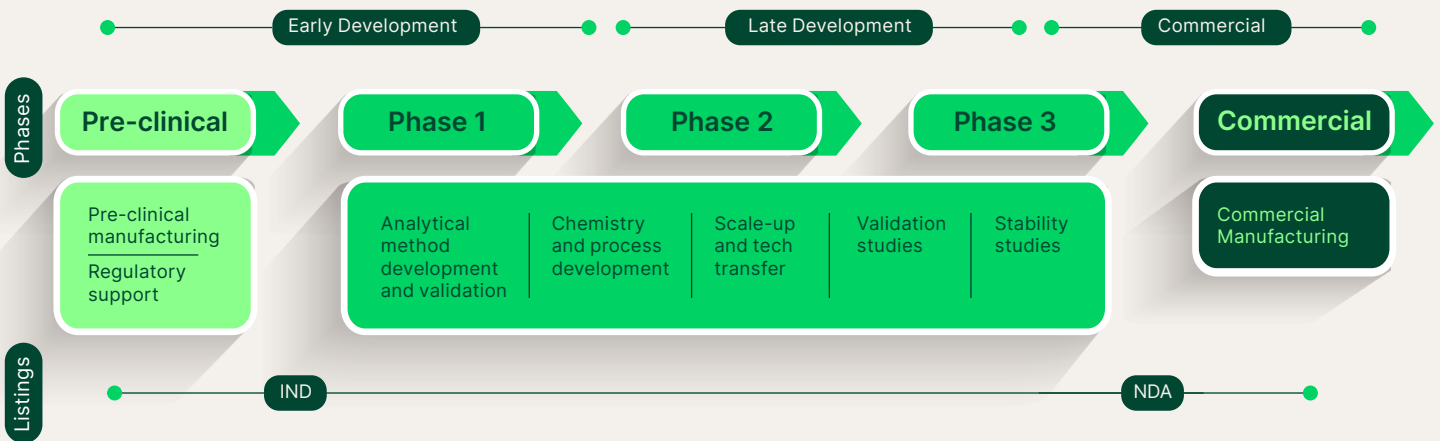 Early Development
Late Development
Commercial
Phases
Pre-clinical
Phase 1
Phase 2
Phase 3
Commercial
Pre-clinical
manufacturing
Regulatory
support
Analytical
method
development
and validation
Chemistry
and process
development
Scale-up
and tech
transfer
Validation
studies
Stability
studies
Commercial
Manufacturing
Listings
IND
NDA